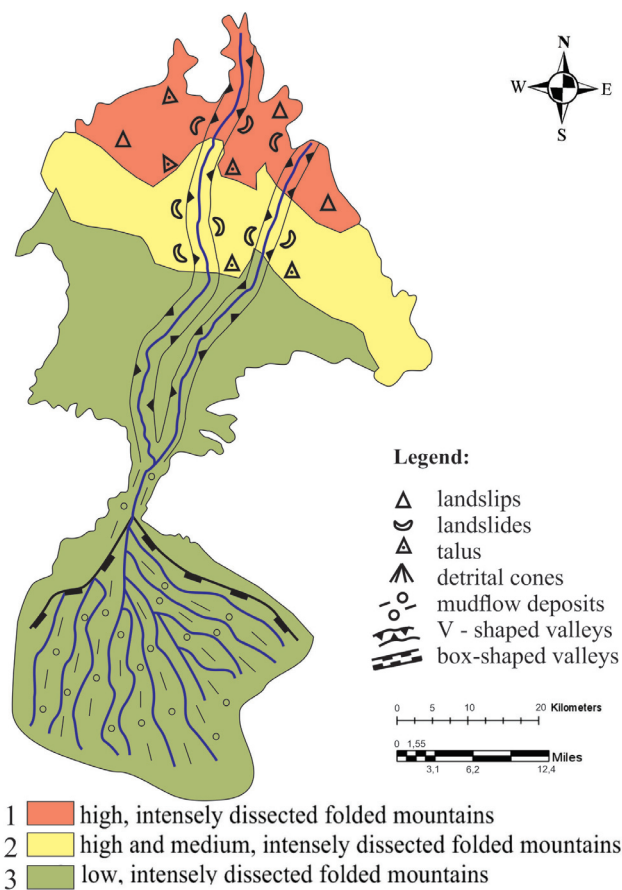 N
W E
S
Legend:
landslips
landslides
talus
detrital cones
mudflow deposits
V - shaped valleys
box-shaped valleys
0 5 10 20 Kilometers
0 1,55
Miles
3,1 6,2 12,4
1 high, intensely dissected folded mountains
2 high and medium, intensely dissected folded mountains
3 low, intensely dissected folded mountains